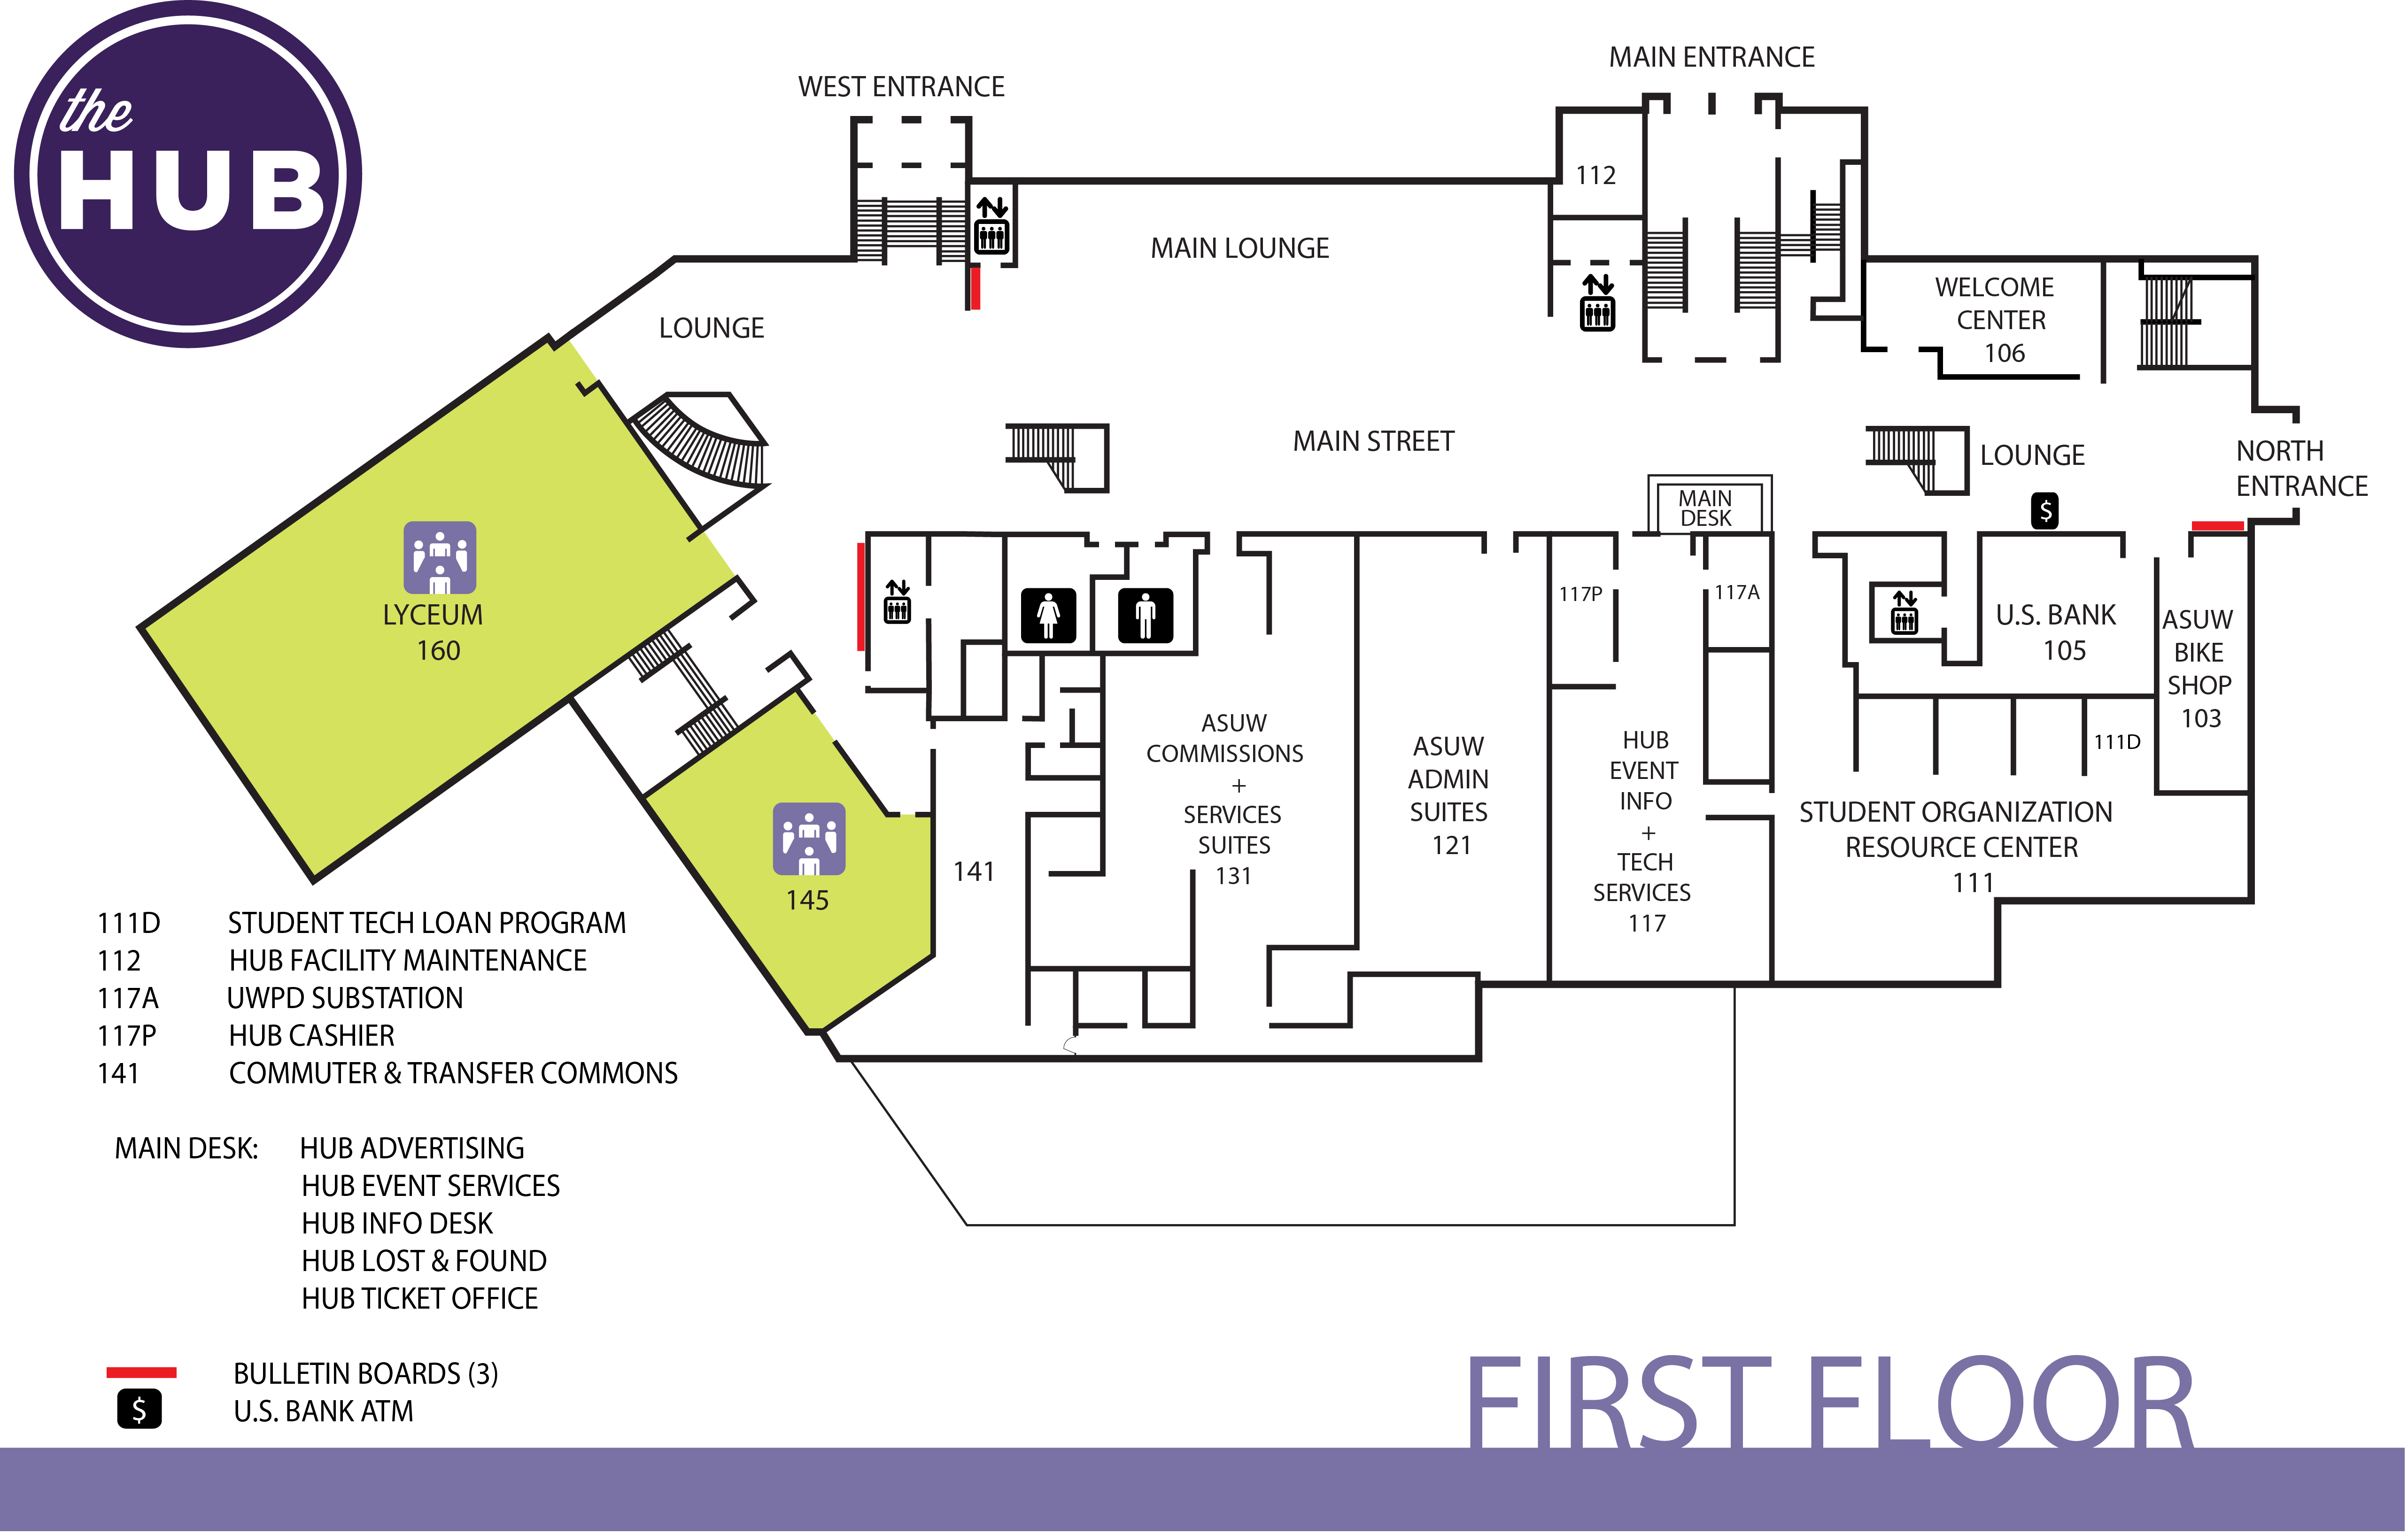 the
HUB
WEST ENTRANCE
MAIN ENTRANCE
112
MAIN LOUNGE
LOUNGE
WELCOME
CENTER
106
MAIN STREET
LOUNGE
NORTH
ENTRANCE
MAIN
DESK
$
LYCEUM
160
117P
117A
U.S. BANK
105
ASUW
BIKE
SHOP
103
111D
ASUW
COMMISSIONS
+
SERVICES
SUITES
131
ASUW
ADMIN
SUITES
121
HUB
EVENT
INFO
+
TECH
SERVICES
117
STUDENT ORGANIZATION
RESOURCE CENTER
111
141
145
111D STUDENT TECH LOAN PROGRAM
112 HUB FACILITY MAINTENANCE
117A UWPD SUBSTATION
117P HUB CASHIER
141 COMMUTER & TRANSFER COMMONS
MAIN DESK: HUB ADVERTISING
HUB EVENT SERVICES
HUB INFO DESK
HUB LOST & FOUND
HUB TICKET OFFICE
BULLETIN BOARDS (3)
$ U.S. BANK ATM
FIRST FLOOR